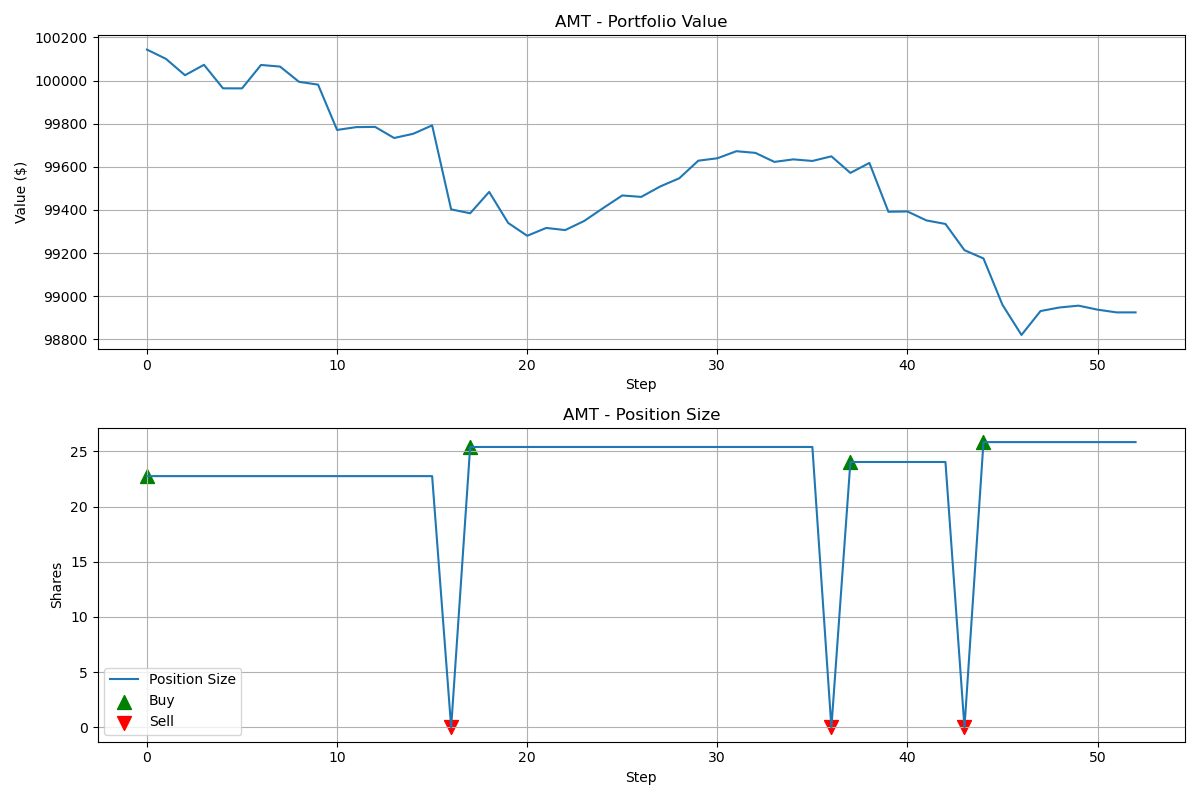 AMT - Portfolio Value
100200
100000
99800
99600
99400
99200
99000
98800
Value ($)
0 10 20 30 40 50
Step
AMT - Position Size
25
20
15
10
5
0
Shares
Position Size
Buy
Sell
0 10 20 30 40 50
Step